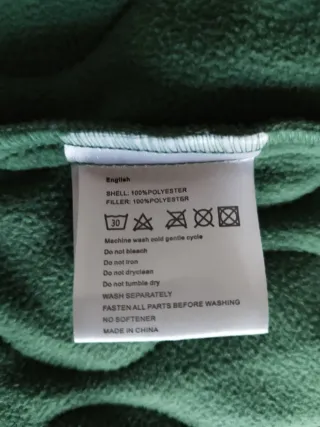 English
SHELL: 100%POLYESTER
FILLER: 100%POLYESTER
30
Machine wash cold gentle cycle
Do not bleach
Do not iron
Do not dryclean
Do not tumble dry
WASH SEPARATELY
FASTEN ALL PARTS BEFORE WASHING
NO SOFTENER
MADE IN CHINA